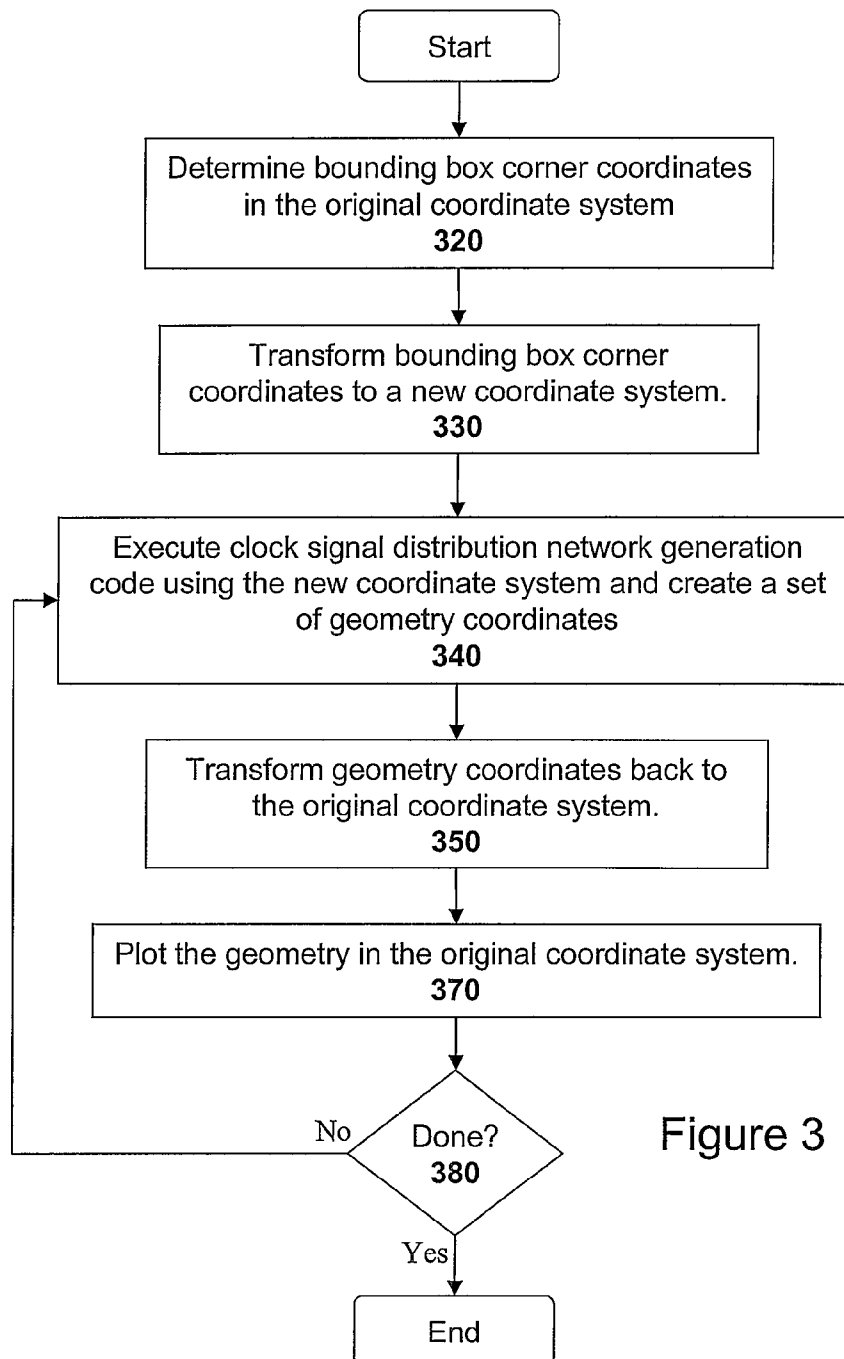 Start
Determine bounding box corner coordinates
in the original coordinate system
320
Transform bounding box corner
coordinates to a new coordinate system.
330
Execute clock signal distribution network generation
code using the new coordinate system and create a set
of geometry coordinates
340
Transform geometry coordinates back to
the original coordinate system.
350
Plot the geometry in the original coordinate system.
370
No
Done?
380
Figure 3
Yes
End